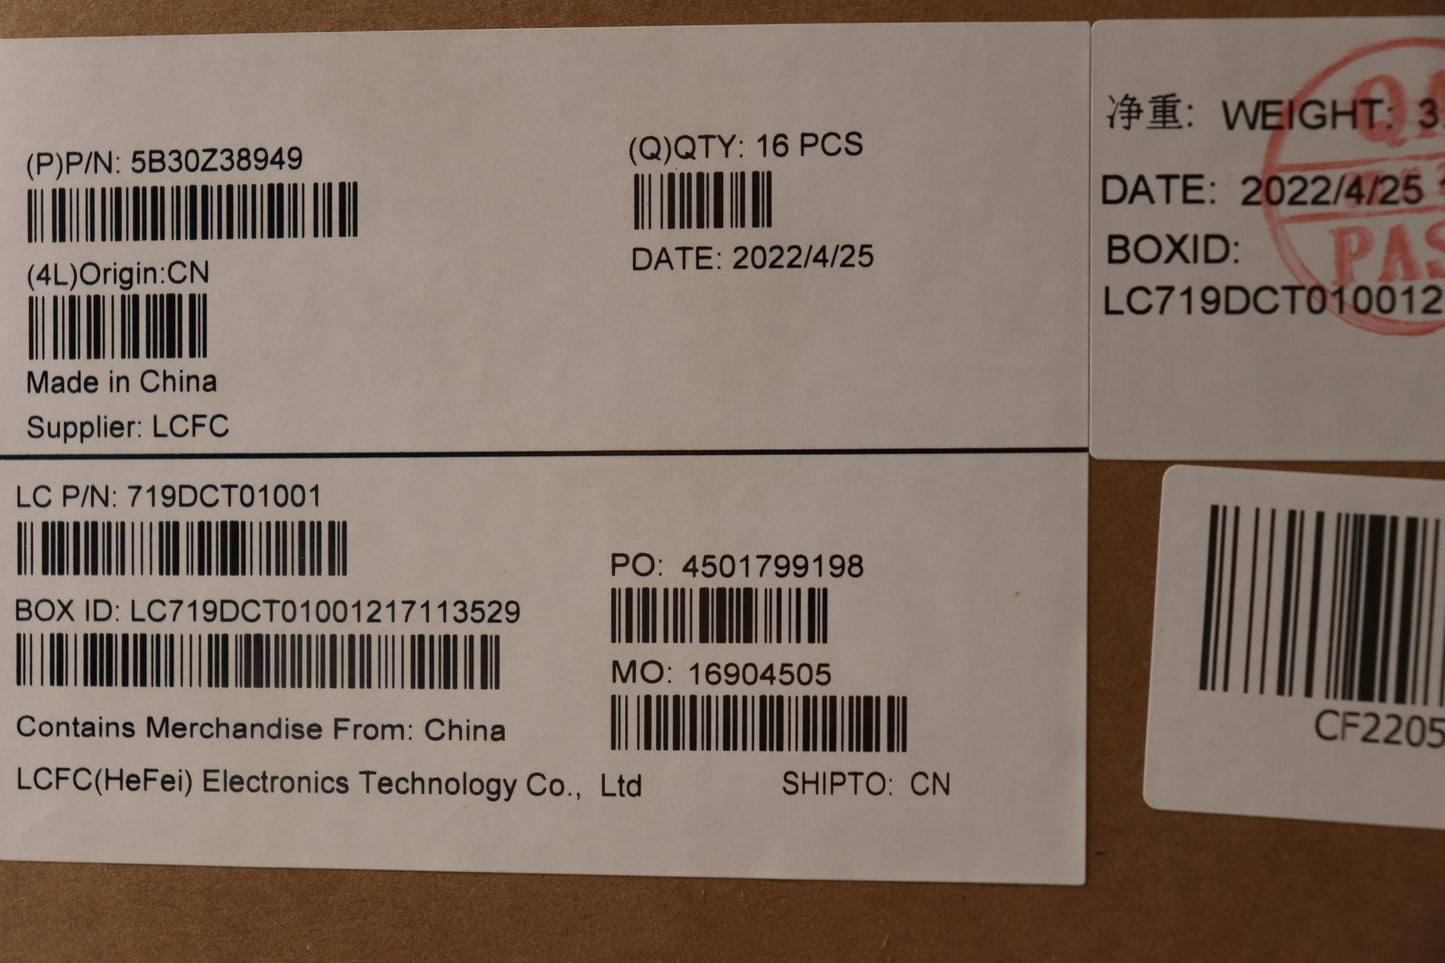 (P)P/N: 5B30Z38949
(4L)Origin:CN
Made in China
Supplier: LCFC
(Q)QTY: 16 PCS
DATE: 2022/4/25
LC P/N: 719DCT01001
BOX ID: LC719DCT01001217113529
Contains Merchandise From: China
LCFC(HeFei) Electronics Technology Co., Ltd
PO: 4501799198
MO: 16904505
SHIPTO: CN
净重: WEIGHT: 3
DATE: 2022/4/25
BOXID:
LC719DCT010012
PAS
CF2205